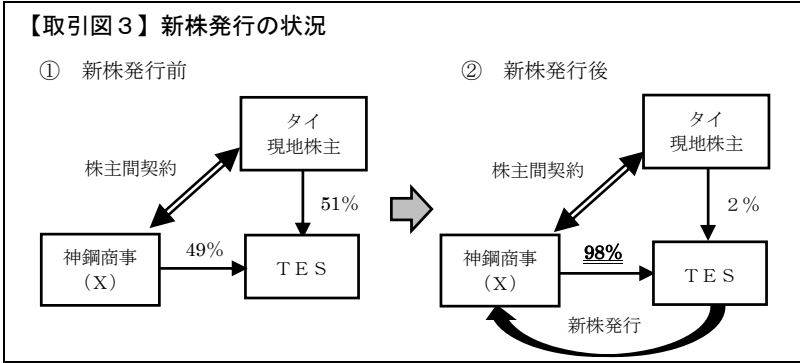 【取引図３】新株発行の状況
① 新株発行前
② 新株発行後
タイ
現地株主
株主間契約
51%
神鋼商事
（X）
49%
ＴＥＳ
タイ
現地株主
株主間契約
２%
神鋼商事
（X）
98%
ＴＥＳ
新株発行